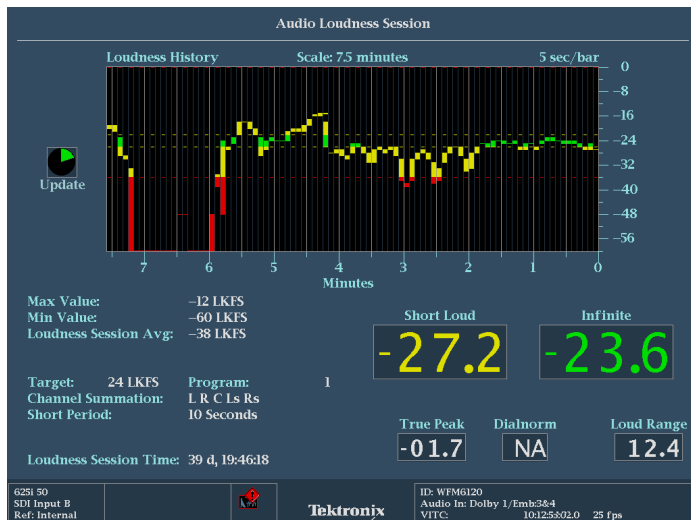 Audio Loudness Session
Loudness History Scale: 7.5 minutes 5 sec/bar
0
-8
-16
-24
-32
-40
-48
-56
Update
7 6 5 4 3 2 1 0
Minutes
Max Value: -12 LKFS
Min Value: -60 LKFS
Loudness Session Avg: -38 LKFS
Short Loud Infinite
-27.2 -23.6
Target: 24 LKFS Program: 1
Channel Summation: L R C Ls Rs
Short Period: 10 Seconds
True Peak Dialnorm Loud Range
-01.7 NA 12.4
Loudness Session Time: 39 d, 19:46:18
625i 50
SDI Input B
Ref: Internal
Tektronix
ID: WFM6120
Audio In: Dolby 1/Emb:3&4
VITC: 25 fps